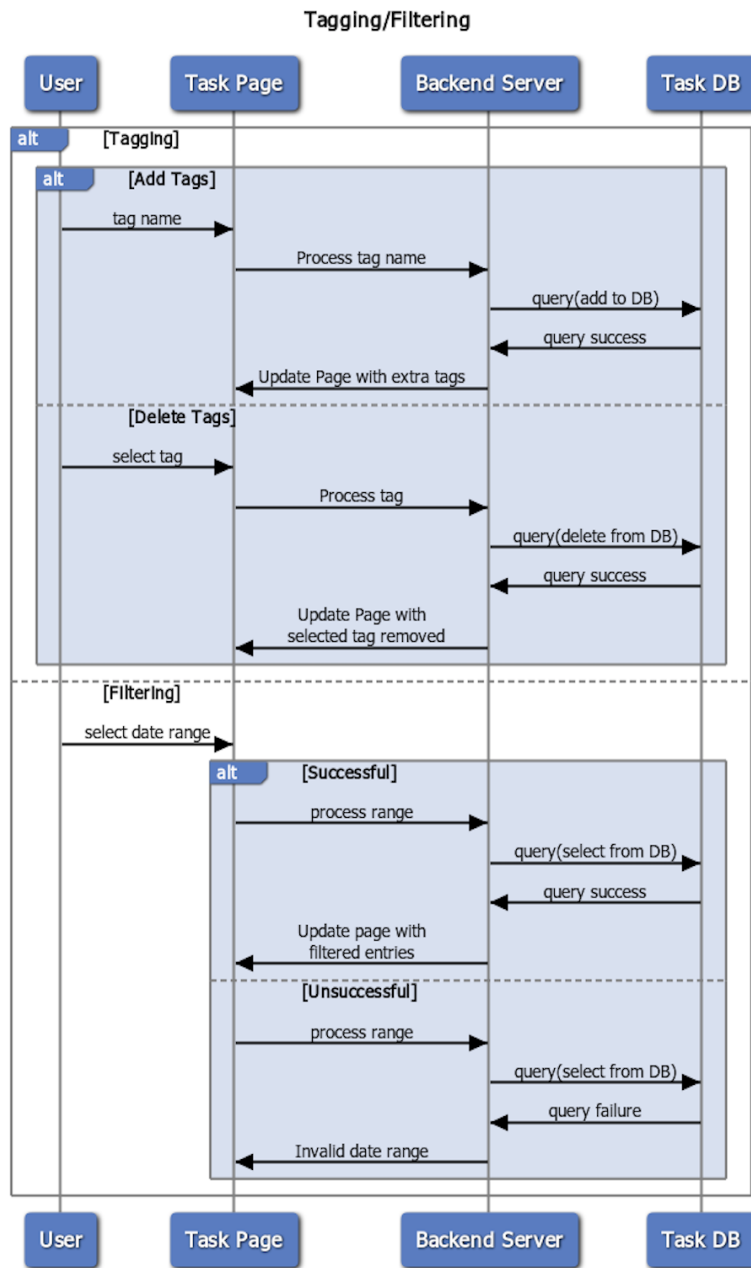 Tagging/Filtering
User
Task Page
Backend Server
Task DB
alt
[Tagging]
alt
[Add Tags]
tag name
Process tag name
query(add to DB)
query success
Update Page with extra tags
[Delete Tags]
select tag
Process tag
query(delete from DB)
query success
Update Page with
selected tag removed
[Filtering]
select date range
alt
[Successful]
process range
query(select from DB)
query success
Update page with
filtered entries
[Unsuccessful]
process range
query(select from DB)
query failure
Invalid date range
User
Task Page
Backend Server
Task DB